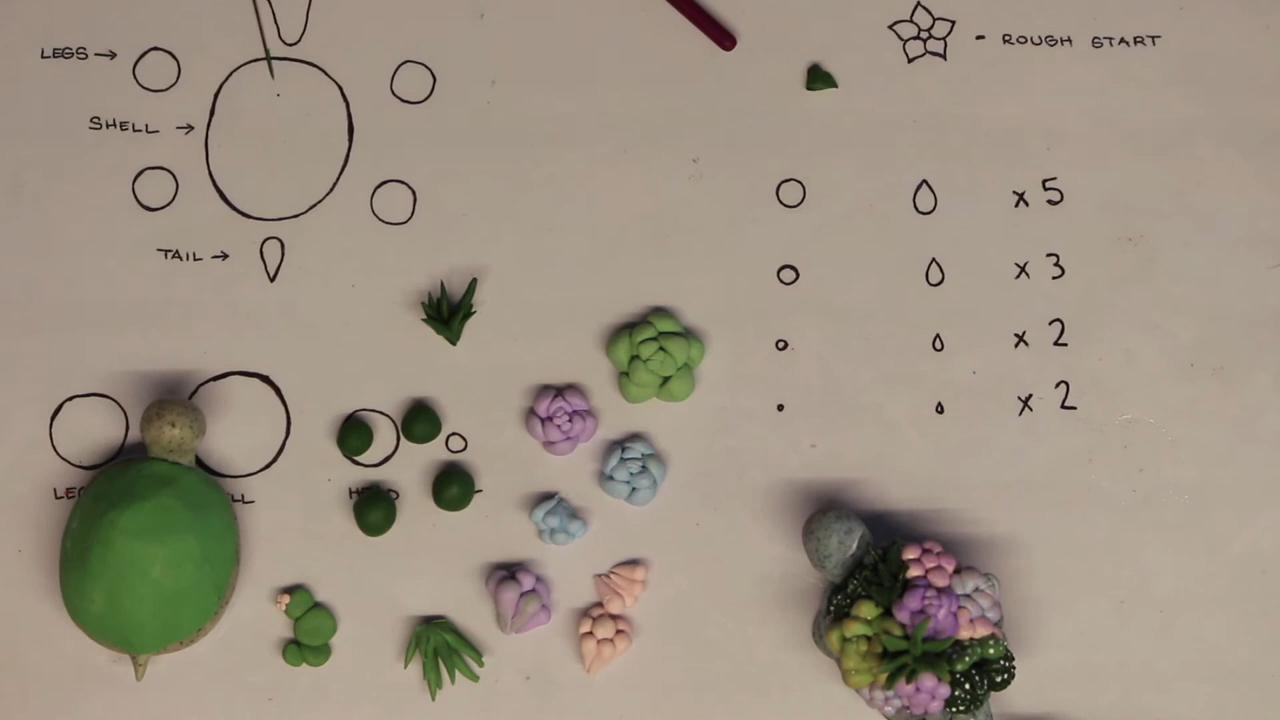 LEGS →
- ROUGH START
SHELL →
x 5
TAIL →
x 3
x 2
x 2